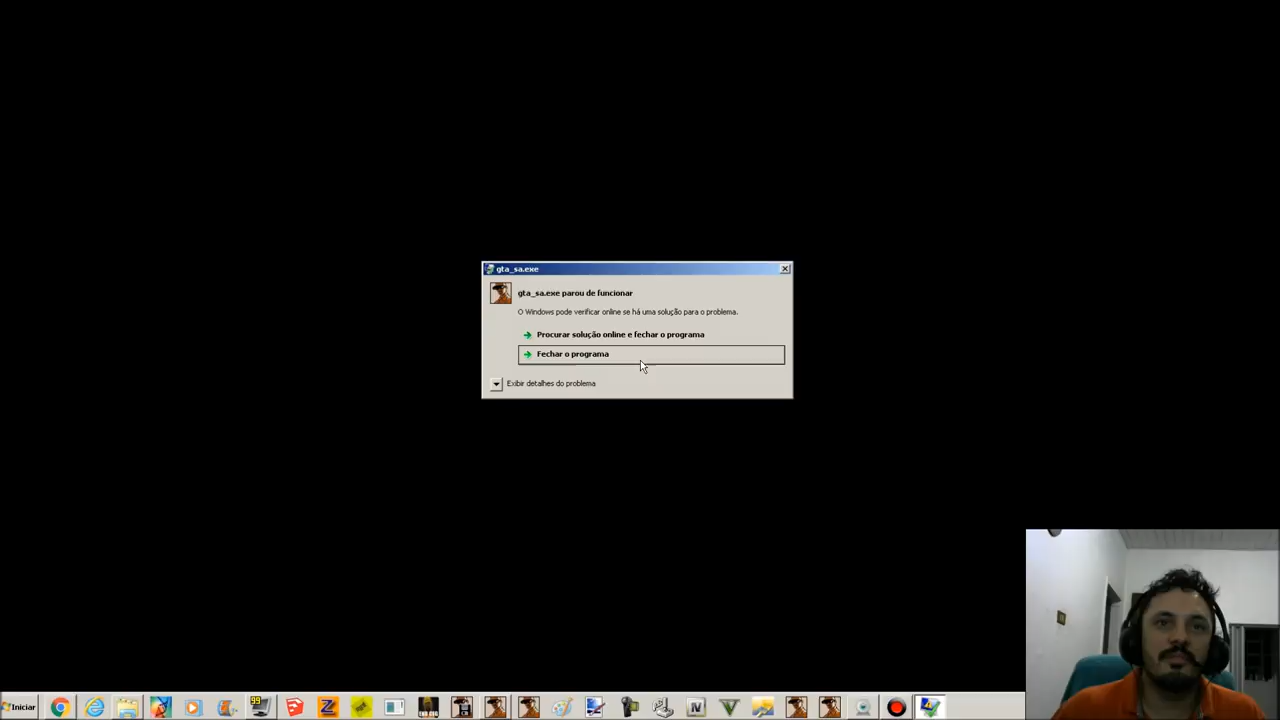 gta_sa.exe
gta_sa.exe parou de funcionar
O Windows pode verificar online se há uma solução para o problema.
Procurar solução online e fechar o programa
Fechar o programa
Exibir detalhes do problema
Iniciar
99